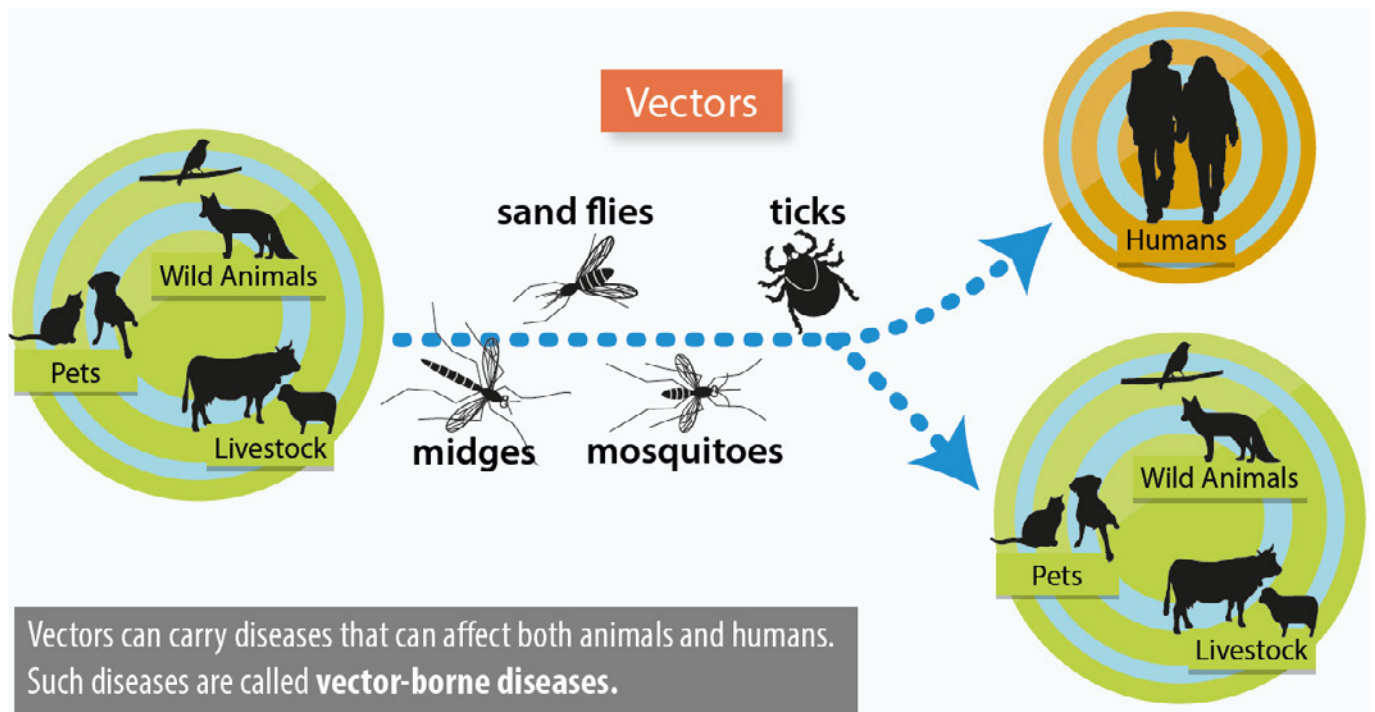 Vectors
sand flies
ticks
midges
mosquitoes
Wild Animals
Pets
Livestock
Humans
Wild Animals
Pets
Livestock
Vectors can carry diseases that can affect both animals and humans.
Such diseases are called vector-borne diseases.